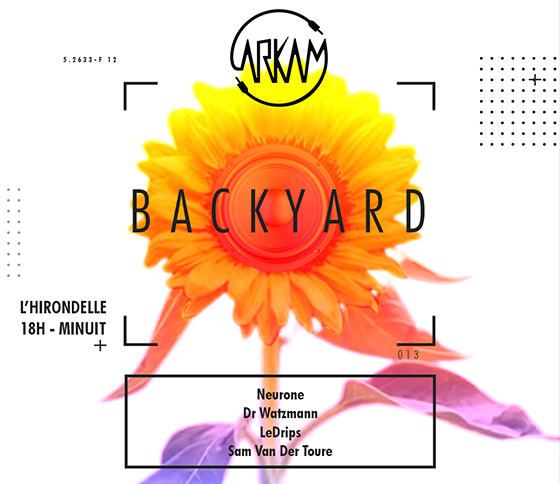 ARKAM
5.2633-F 12
BACKYARD
L'HIRONDELLE
18H - MINUIT
013
Neurone
Dr Watzmann
LeDrips
Sam Van Der Toure